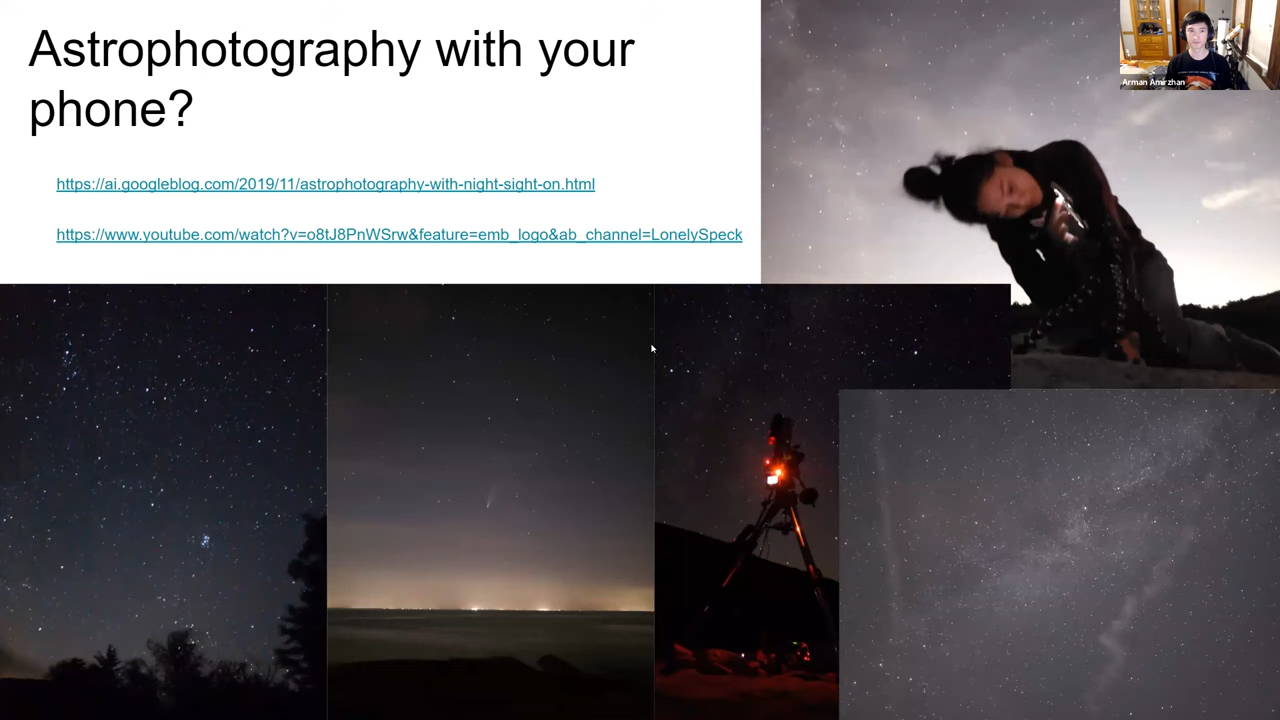 Astrophotography with your
phone?
https://ai.googleblog.com/2019/11/astrophotography-with-night-sight-on.html
https://www.youtube.com/watch?v=o8tJ8PnWSrw&feature=emb_logo&ab_channel=LonelySpeck
Arman Amirzhan